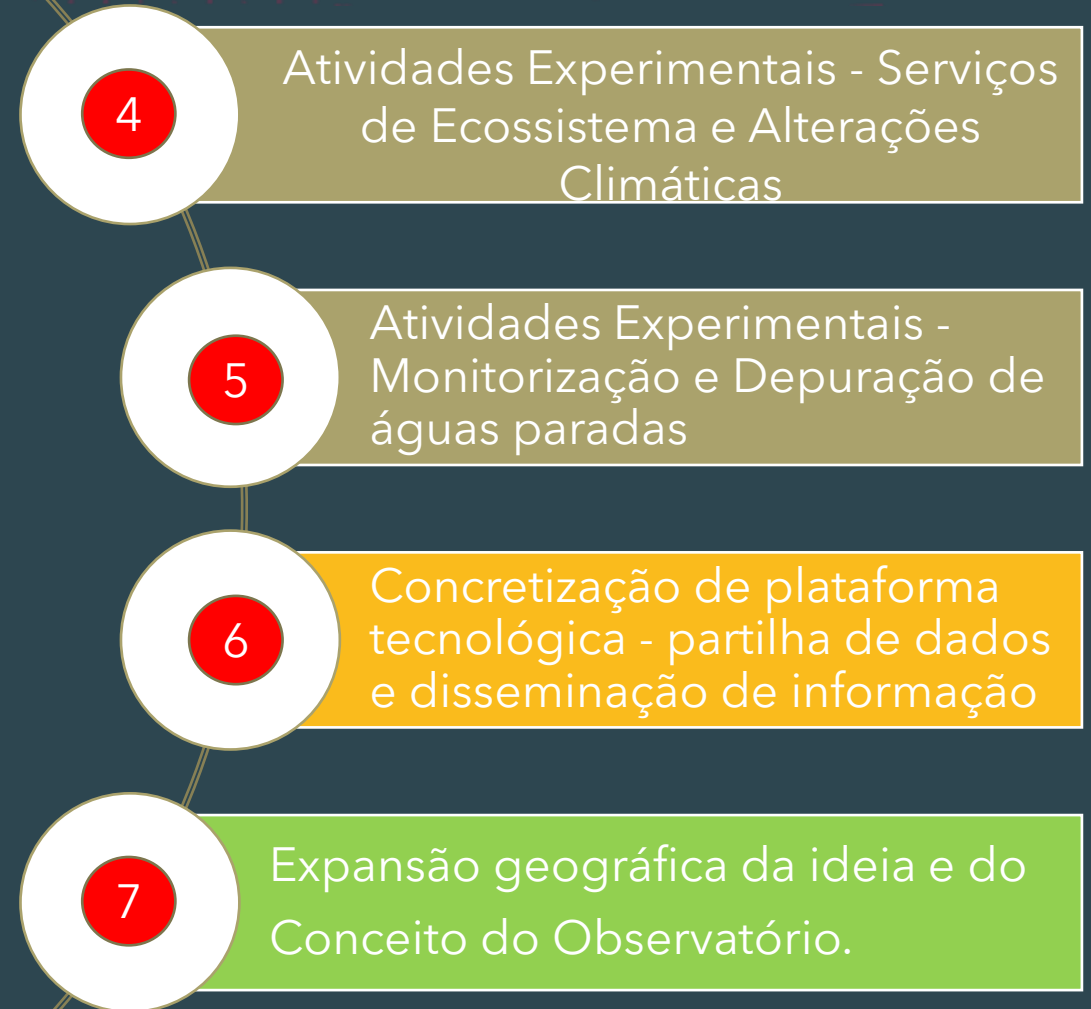 4
Atividades Experimentais - Serviços
de Ecossistema e Alterações
Climáticas
5
Atividades Experimentais -
Monitorização e Depuração de
águas paradas
6
Concretização de plataforma
tecnológica - partilha de dados
e disseminação de informação
7
Expansão geográfica da ideia e do
Conceito do Observatório.